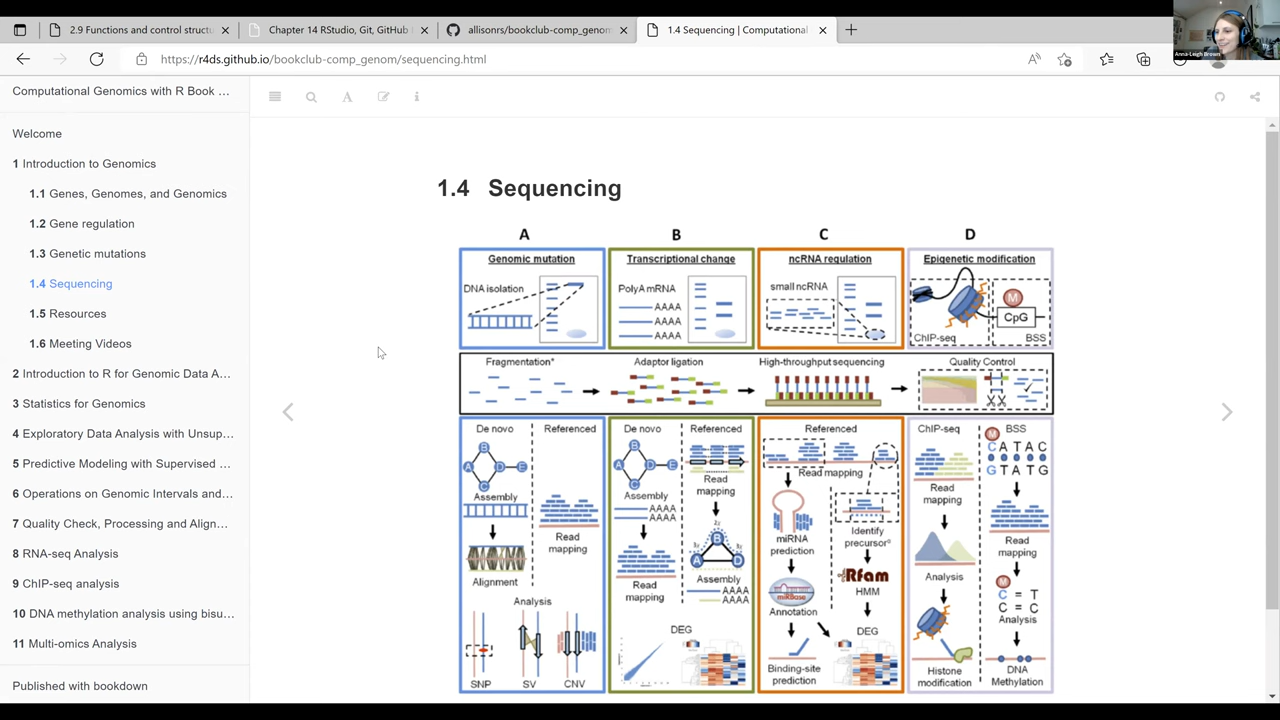 2.9 Functions and control structu
Chapter 14 RStudio, Git, GitHub
allisonrs/bookclub-comp_genom
1.4 Sequencing | Computational
Anna-Leigh Brown
https://r4ds.github.io/bookclub-comp_genom/sequencing.html
Computational Genomics with R Book ...
Welcome
1 Introduction to Genomics
1.1 Genes, Genomes, and Genomics
1.2 Gene regulation
1.3 Genetic mutations
1.4 Sequencing
1.5 Resources
1.6 Meeting Videos
2 Introduction to R for Genomic Data A...
3 Statistics for Genomics
4 Exploratory Data Analysis with Unsup...
5 Predictive Modeling with Supervised ...
6 Operations on Genomic Intervals and...
7 Quality Check, Processing and Align...
8 RNA-seq Analysis
9 ChIP-seq analysis
10 DNA methylation analysis using bisu...
11 Multi-omics Analysis
Published with bookdown
1.4 Sequencing
A B C D
Genomic mutation
DNA isolation
Transcriptional change
PolyA mRNA
AAAA
AAAA
AAAA
ncRNA regulation
small ncRNA
Epigenetic modification
M
CpG
ChIP-seq BSS
Fragmentation* Adaptor ligation High-throughput sequencing Quality Control
De novo Referenced
A B C D E
Assembly
Read
mapping
Alignment
Analysis
SNP SV CNV
De novo Referenced
A B C D E
Read
mapping
Assembly
AAAA
AAAA
A B D
Read
mapping
Assembly
AAAA
AAAA
DEG
Referenced
Read mapping
miRNA
prediction
Identify
precursor°
Rfam
HMM
miRBase
Annotation
DEG
Binding-site
prediction
ChIP-seq BSS
M
CATAC
GTATG
Read
mapping
Read
mapping
Analysis
M
C = T
C = C
Analysis
Histone
modification
DNA
Methylation